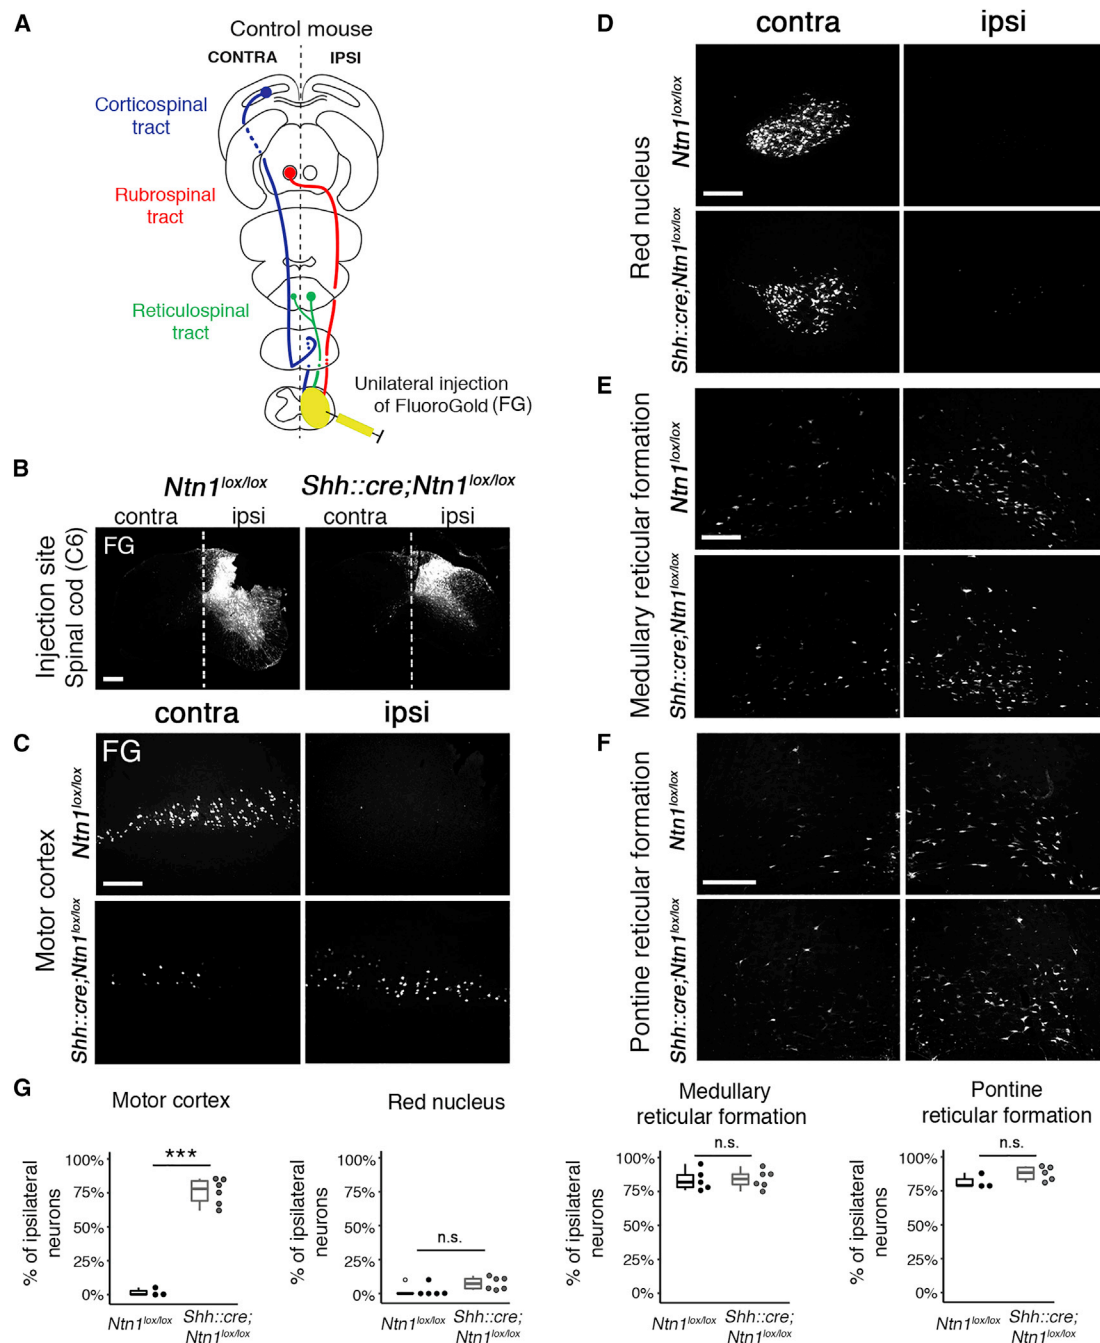 A
Control mouse
CONTRA
IPSI
Corticospinal
tract
Rubrospinal
tract
Reticulospinal
tract
Unilateral injection
of FluoroGold (FG)
B
Ntn1lox/lox
Shh::cre;Ntn1lox/lox
contra
ipsi
contra
ipsi
Injection site
Spinal cod (C6)
FG
contra
ipsi
C
Motor cortex
Ntn1lox/lox
FG
Shh::cre;Ntn1lox/lox
D
contra
ipsi
Red nucleus
Ntn1lox/lox
Shh::cre;Ntn1lox/lox
E
Medullary reticular formation
Ntn1lox/lox
Shh::cre;Ntn1lox/lox
F
Pontine reticular formation
Ntn1lox/lox
Shh::cre;Ntn1lox/lox
G
Motor cortex
% of ipsilateral
neurons
100%
75%
50%
25%
0%
***
Ntn1lox/lox
Shh::cre;
Ntn1lox/lox
Red nucleus
% of ipsilateral
neurons
100%
75%
50%
25%
0%
n.s.
Ntn1lox/lox
Shh::cre;
Ntn1lox/lox
Medullary
reticular formation
% of ipsilateral
neurons
100%
75%
50%
25%
0%
n.s.
Ntn1lox/lox
Shh::cre;
Ntn1lox/lox
Pontine
reticular formation
% of ipsilateral
neurons
100%
75%
50%
25%
0%
n.s.
Ntn1lox/lox
Shh::cre;
Ntn1lox/lox